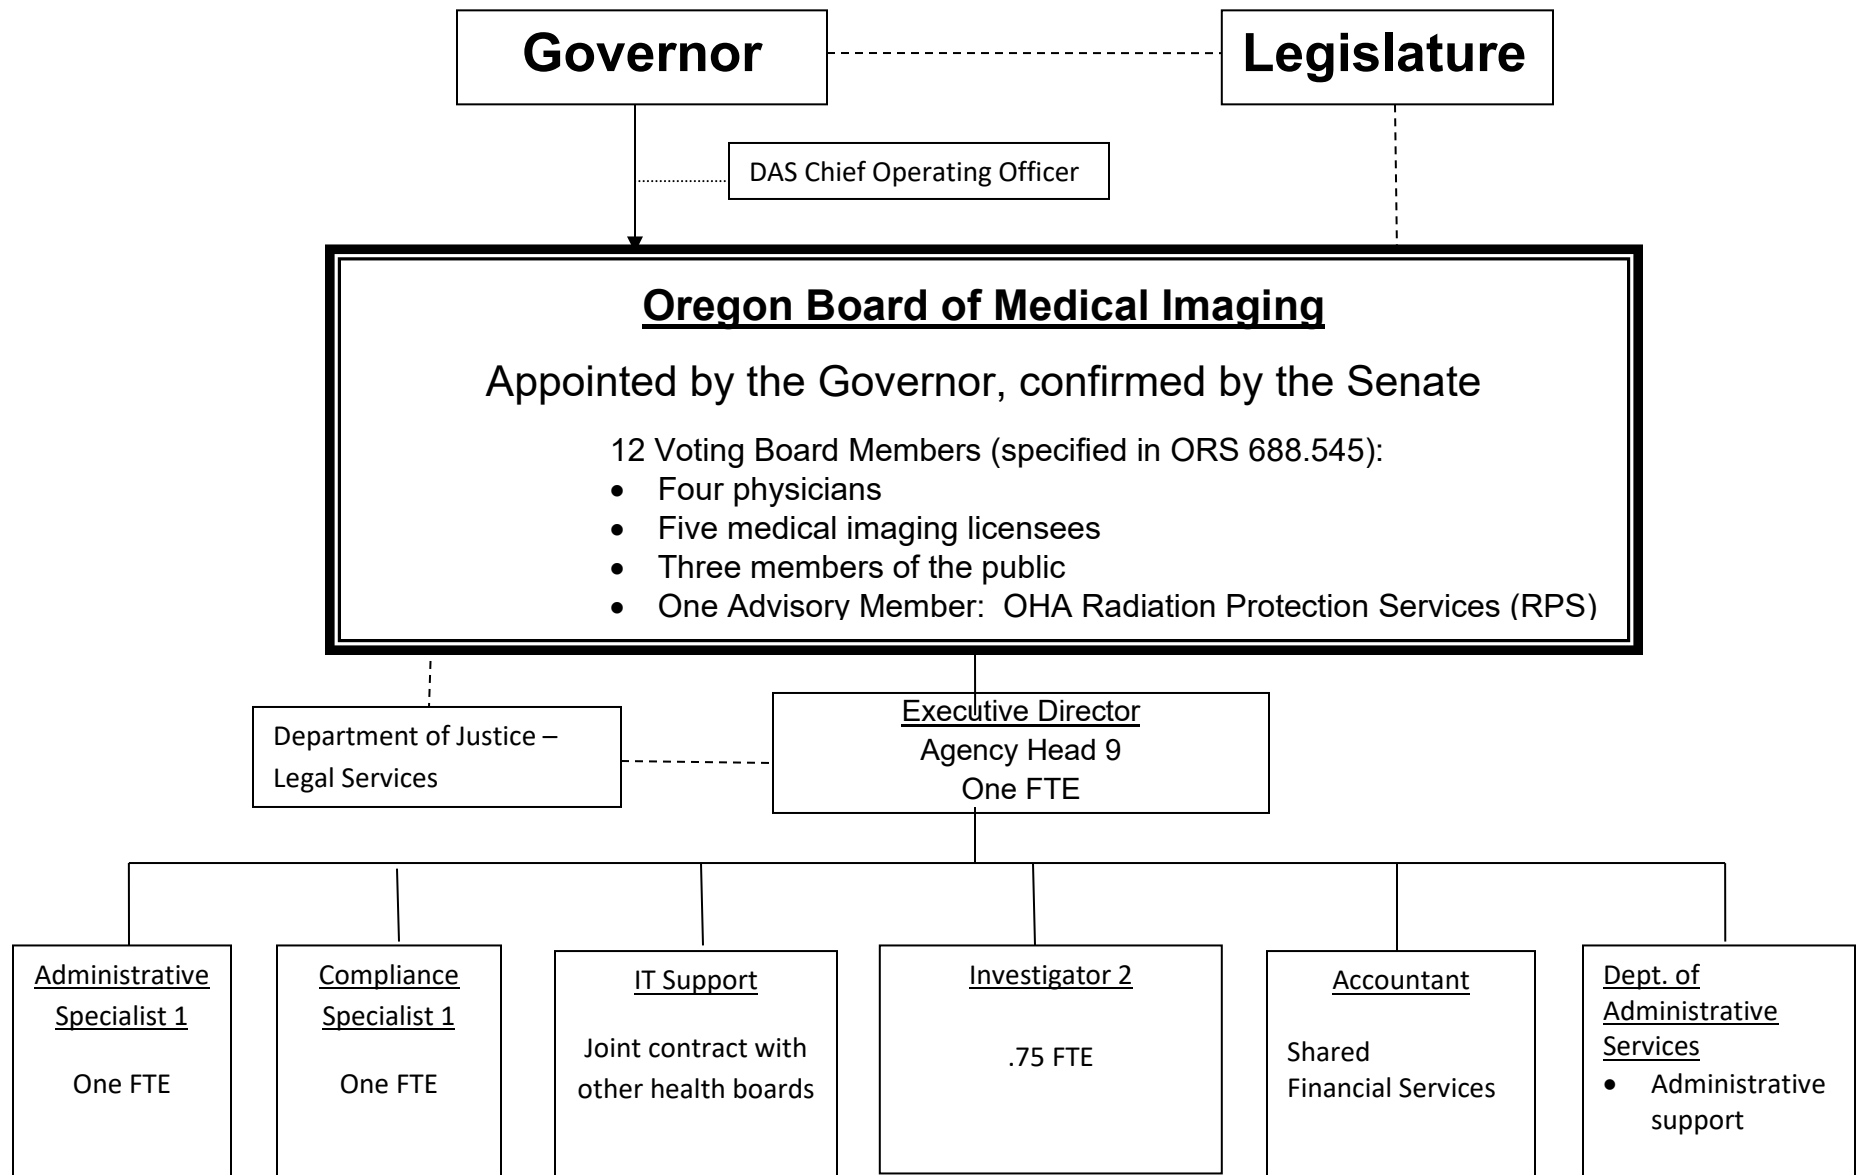 Governor
Legislature
DAS Chief Operating Officer
Oregon Board of Medical Imaging
Appointed by the Governor, confirmed by the Senate
12 Voting Board Members (specified in ORS 688.545):
• Four physicians
• Five medical imaging licensees
• Three members of the public
• One Advisory Member: OHA Radiation Protection Services (RPS)
Department of Justice –
Legal Services
Executive Director
Agency Head 9
One FTE
Administrative
Specialist 1
One FTE
Compliance
Specialist 1
One FTE
IT Support
Joint contract with
other health boards
Investigator 2
.75 FTE
Accountant
Shared
Financial Services
Dept. of
Administrative
Services
• Administrative
support